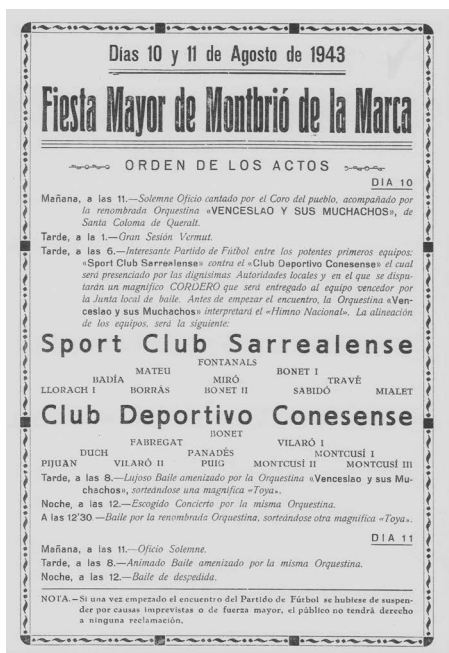 Días 10 y 11 de Agosto de 1943
Fiesta Mayor de Montbrió de la Marca
ORDEN DE LOS ACTOS
DIA 10
Mañana, a las 11.—Solemne Oficio cantado por el Coro del pueblo, acompañado por
la renombrada Orquestina «VENCESLAO Y SUS MUCHACHOS», de
Santa Coloma de Queralt.
Tarde, a la 1.—Gran Sesión Vermut.
Tarde, a las 6.—Interesante Partido de Fútbol entre los potentes primeros equipos:
«Sport Club Sarrealense» contra el «Club Deportivo Conesense» el cual
será presenciado por las dignísimas Autoridades locales y en el que se dispu-
tarán un magnífico CORDERO que será entregado al equipo vencedor por
la Junta local de baile. Antes de empezar el encuentro, la Orquestina «Ven-
ceslao y sus Muchachos» interpretará el «Himno Nacional». La alineación
de los equipos, será la siguiente:
Sport Club Sarrealense
FONTANALS
MATEU BONET I
BADÍA MIRÓ TRAVÉ
LLORACH I BORRÁS BONET II SABIDÓ MIALET
Club Deportivo Conesense
BONET
FABREGAT VILARÓ I
DUCH PANADÉS MONTCUSÍ I
PIJUAN VILARÓ II PUIG MONTCUSÍ II MONTCUSÍ III
Tarde, a las 8.—Lujoso Baile amenizado por la Orquestina «Venceslao y sus Mu-
chachos», sorteándose una magnífica «Toya».
Noche, a las 12.—Escogido Concierto por la misma Orquestina.
A las 12'30.—Baile por la renombrada Orquestina, sorteándose otra magnífica «Toya».
DIA 11
Mañana, a las 11.—Oficio Solemne.
Tarde, a las 8.—Animado Baile amenizado por la misma Orquestina.
Noche, a las 12.—Baile de despedida.
NOTA.—Si una vez empezado el encuentro del Partido de Fútbol se hubiese de suspen-
der por causas imprevistas o de fuerza mayor, el público no tendrá derecho
a ninguna reclamación.